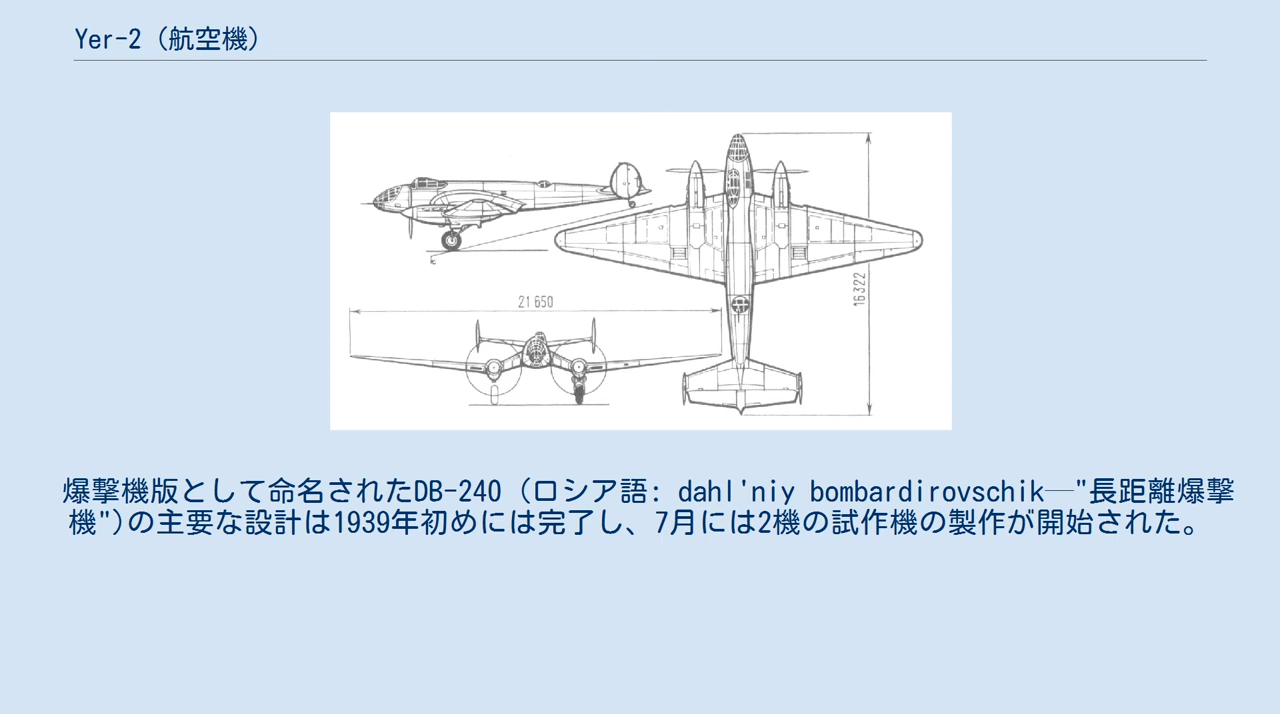 Yer-2（航空機）
21 650
16322
爆撃機版として命名されたDB-240（ロシア語: dahl'niy bombardirovschik—"長距離爆撃
機")の主要な設計は1939年初めには完了し、7月には2機の試作機の製作が開始された。